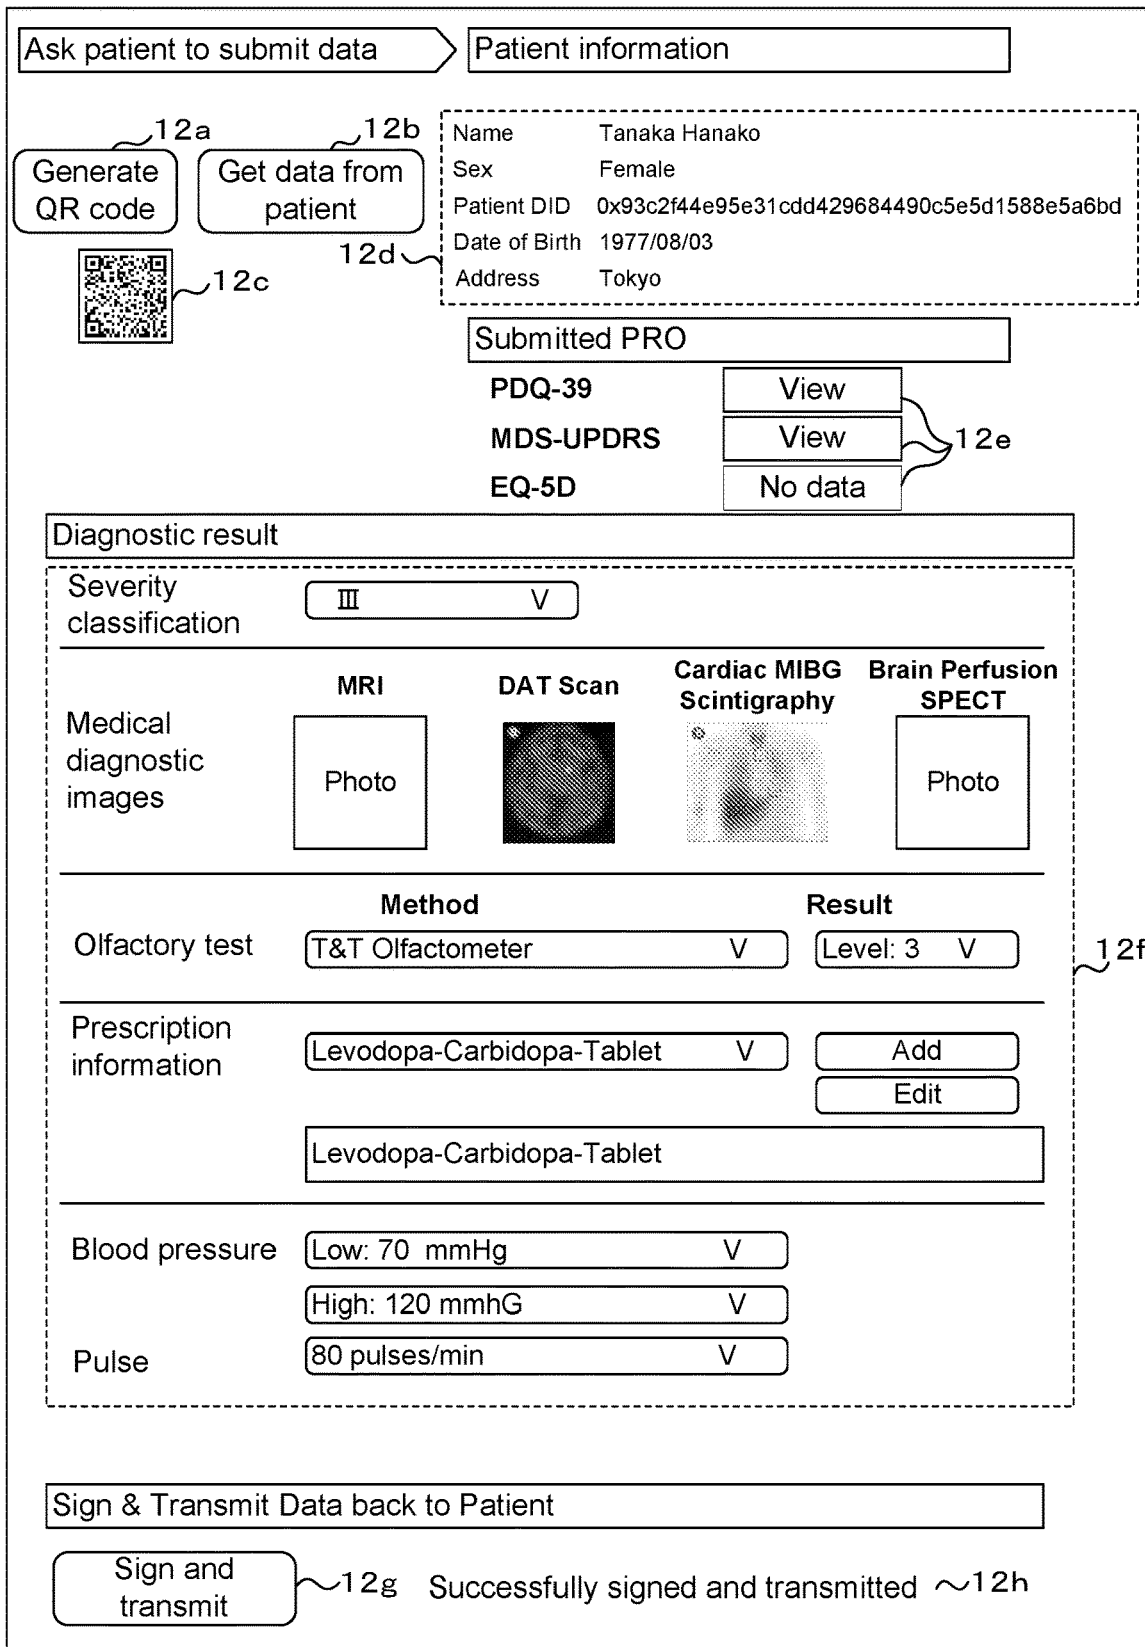 Ask patient to submit data
Patient information
12a
12b
Generate
QR code
Get data from
patient
12c
12d
Name Tanaka Hanako
Sex Female
Patient DID 0x93c2f44e95e31cdd429684490c5e5d1588e5a6bd
Date of Birth 1977/08/03
Address Tokyo
Submitted PRO
PDQ-39 View
MDS-UPDRS View
EQ-5D No data
12e
Diagnostic result
Severity
classification
Ⅲ V
Medical
diagnostic
images
MRI
Photo
DAT Scan
Cardiac MIBG
Scintigraphy
Brain Perfusion
SPECT
Photo
Method Result
Olfactory test T&T Olfactometer V Level: 3 V
12f
Prescription
information
Levodopa-Carbidopa-Tablet V
Add
Edit
Levodopa-Carbidopa-Tablet
Blood pressure Low: 70 mmHg V
High: 120 mmhG V
Pulse 80 pulses/min V
Sign & Transmit Data back to Patient
Sign and
transmit
12g
Successfully signed and transmitted 12h